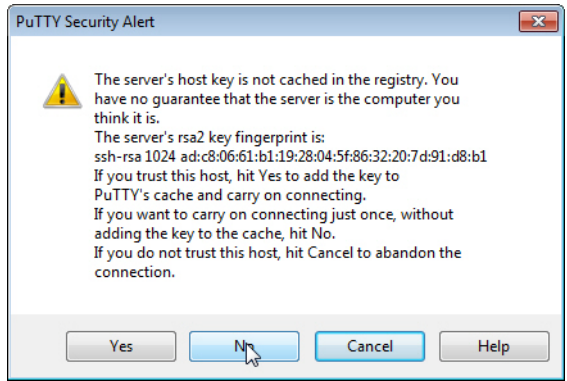 PuTTY Security Alert
The server's host key is not cached in the registry. You
have no guarantee that the server is the computer you
think it is.
The server's rsa2 key fingerprint is:
ssh-rsa 1024 ad:c8:06:61:b1:19:28:04:5f:86:32:20:7d:91:d8:b1
If you trust this host, hit Yes to add the key to
PuTTY's cache and carry on connecting.
If you want to carry on connecting just once, without
adding the key to the cache, hit No.
If you do not trust this host, hit Cancel to abandon the
connection.
Yes
No
Cancel
Help